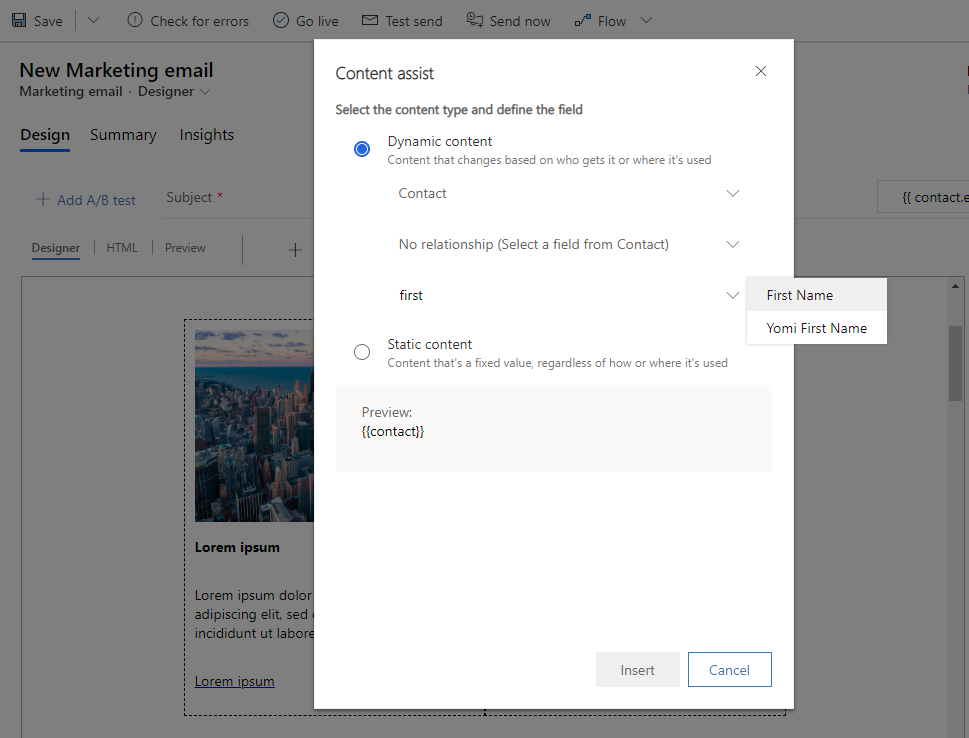 Save
Check for errors
Go live
Test send
Send now
Flow
New Marketing email
Marketing email · Designer
Design
Summary
Insights
+ Add A/B test
Subject *
{{ contact.e
Designer
HTML
Preview
Content assist
Select the content type and define the field
Dynamic content
Content that changes based on who gets it or where it's used
Contact
No relationship (Select a field from Contact)
first
First Name
Yomi First Name
Static content
Content that's a fixed value, regardless of how or where it's used
Preview:
{{contact}}
Lorem ipsum
Lorem ipsum dolor
adipiscing elit, sed
incididunt ut labore
Lorem ipsum
Insert
Cancel